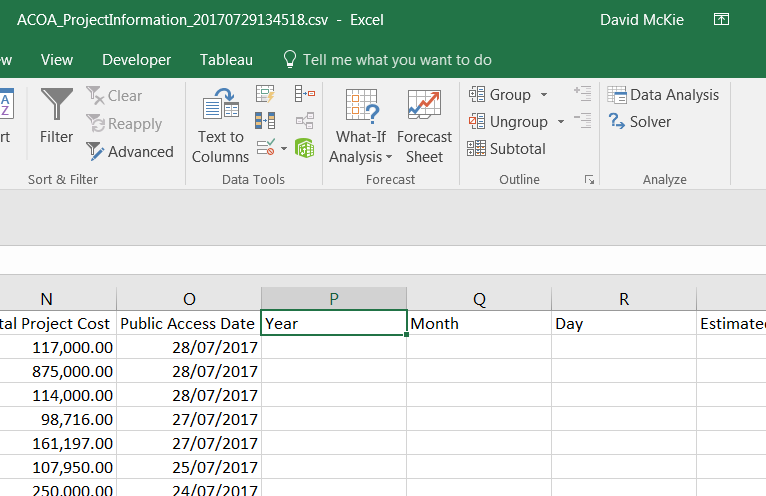 ACOA_ProjectInformation_20170729134518.csv - Excel David McKie
View Developer Tableau Tell me what you want to do
Clear Group Data Analysis
Reapply Ungroup Solver
Filter Advanced Text to Columns What-If Analysis Forecast Sheet Subtotal
Sort & Filter Data Tools Forecast Outline Analyze
N O P Q R
tal Project Cost Public Access Date Year Month Day Estimated
117,000.00 28/07/2017
875,000.00 28/07/2017
114,000.00 28/07/2017
98,716.00 27/07/2017
161,197.00 27/07/2017
107,950.00 25/07/2017
250,000.00 24/07/2017